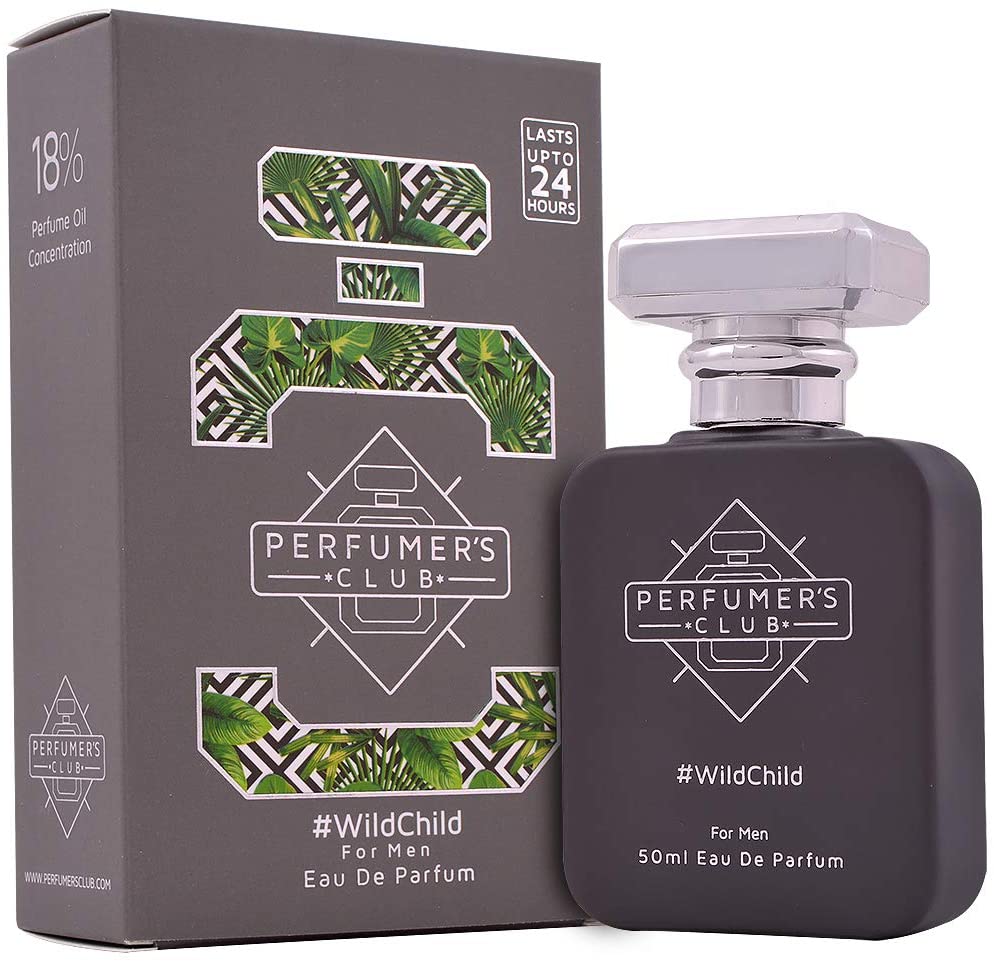 18%
Perfume Oil
Concentration
PERFUMER'S
*CLUB*
WWW.PERFUMERSCLUB.COM
LASTS
UPTO
24
HOURS
PERFUMER'S
*CLUB*
#WildChild
For Men
Eau De Parfum
PERFUMER'S
*CLUB*
#WildChild
For Men
50ml Eau De Parfum